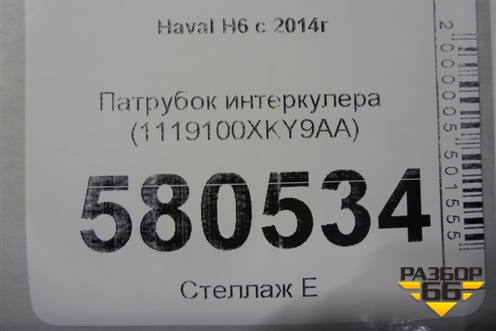 Haval H6 с 2014г
Патрубок интеркулера
(1119100XKY9AA)
580534
Стеллаж Е
2000005501555
РАЗБОР
66